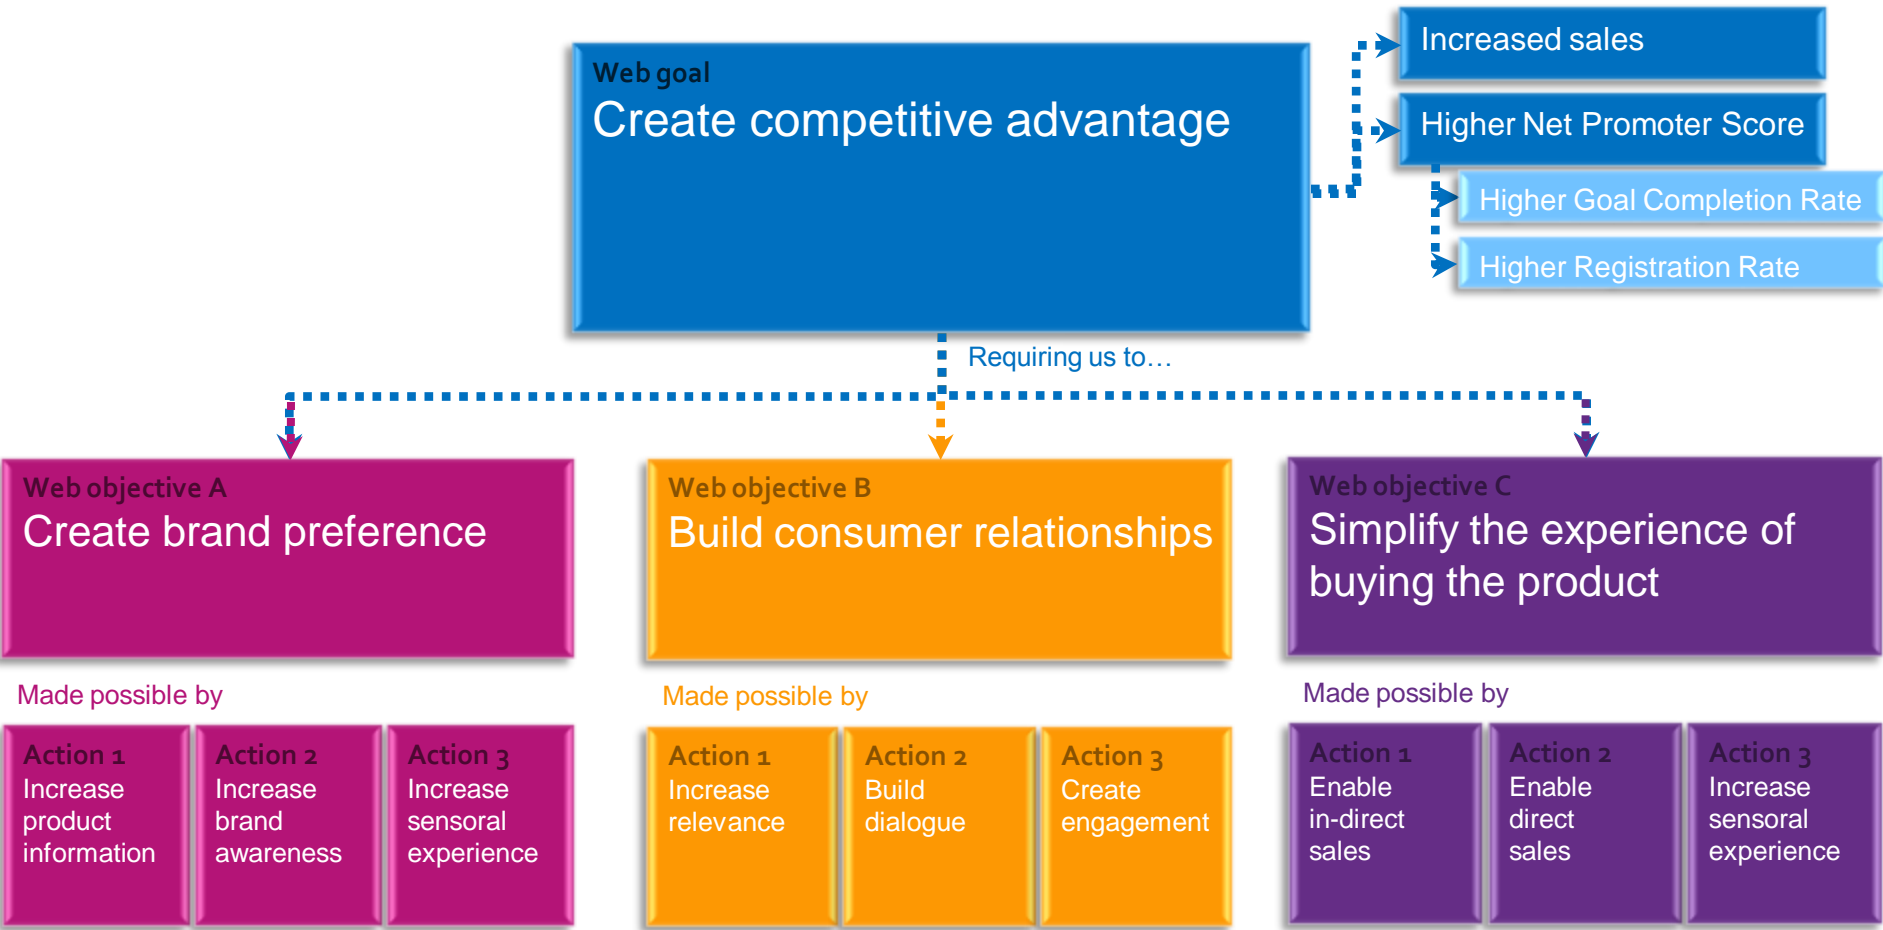 Web goal
Create competitive advantage
Increased sales
Higher Net Promoter Score
Higher Goal Completion Rate
Higher Registration Rate
Requiring us to…
Web objective A
Create brand preference
Web objective B
Build consumer relationships
Web objective C
Simplify the experience of
buying the product
Made possible by
Made possible by
Made possible by
Action 1
Increase
product
information
Action 2
Increase
brand
awareness
Action 3
Increase
sensoral
experience
Action 1
Increase
relevance
Action 2
Build
dialogue
Action 3
Create
engagement
Action 1
Enable
in-direct
sales
Action 2
Enable
direct
sales
Action 3
Increase
sensoral
experience